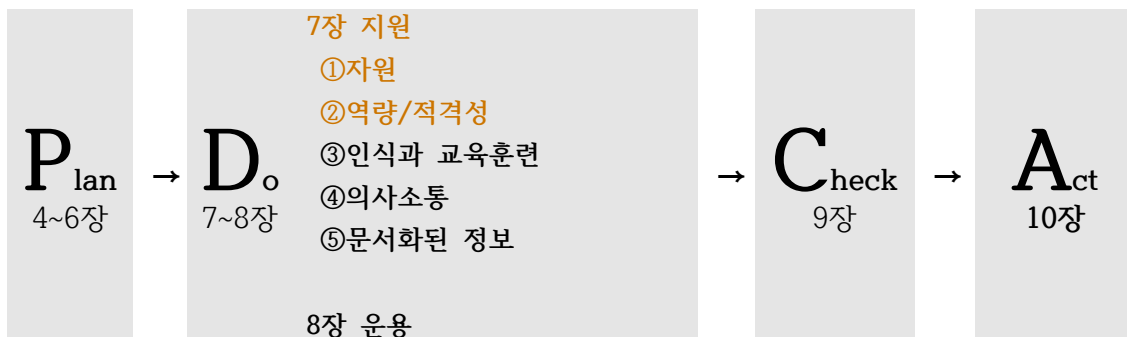 Plan
4~6장
→
Do
7~8장
7장 지원
①자원
②역량/적격성
③인식과 교육훈련
④의사소통
⑤문서화된 정보
8장 운용
→
Check
9장
→
Act
10장